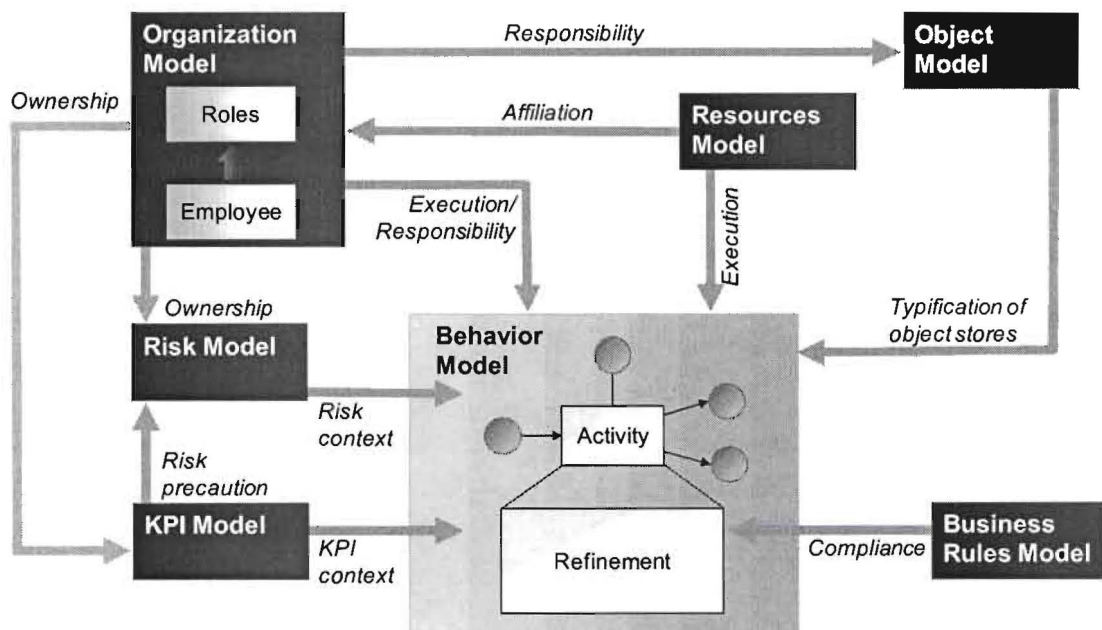 Organization
Model
Responsibility
Object
Model
Ownership
Roles
Affiliation
Resources
Model
Employee
Execution/
Responsibility
Execution
Ownership
Typification of
object stores
Risk Model
Behavior
Model
Risk
context
Activity
Risk
precaution
KPI Model
KPI
context
Refinement
Compliance
Business
Rules Model